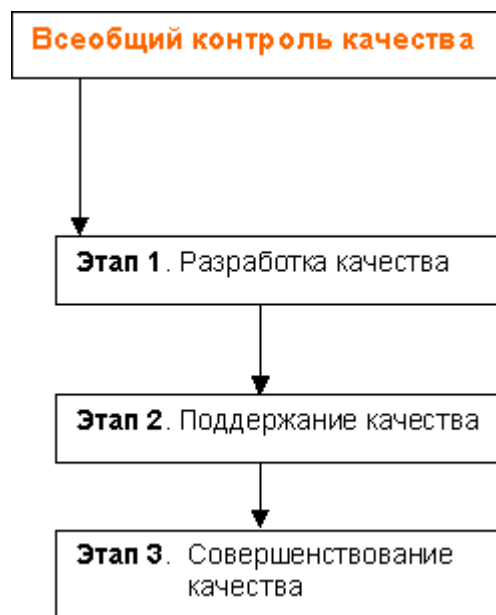 Всеобщий контроль качества
Этап 1. Разработка качества
Этап 2. Поддержание качества
Этап 3. Совершенствование
качества